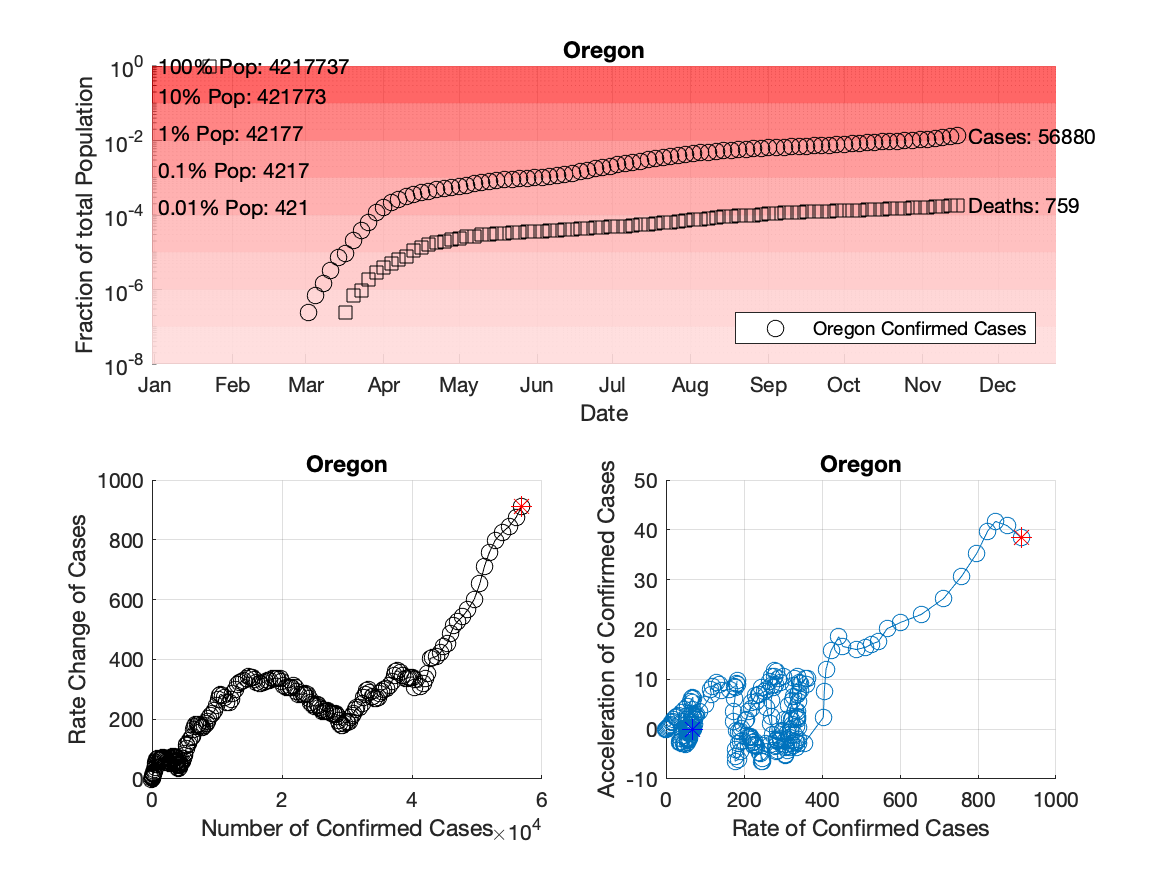 Oregon
Fraction of total Population
10^0
10^-2
10^-4
10^-6
10^-8
100% Pop: 4217737
10% Pop: 421773
1% Pop: 42177
0.1% Pop: 4217
0.01% Pop: 421
Cases: 56880
Deaths: 759
Oregon Confirmed Cases
Jan Feb Mar Apr May Jun Jul Aug Sep Oct Nov Dec
Date
Oregon
Rate Change of Cases
1000
800
600
400
200
0
0 2 4 6
Number of Confirmed Cases ×10^4
Oregon
Acceleration of Confirmed Cases
50
40
30
20
10
0
-10
0 200 400 600 800 1000
Rate of Confirmed Cases